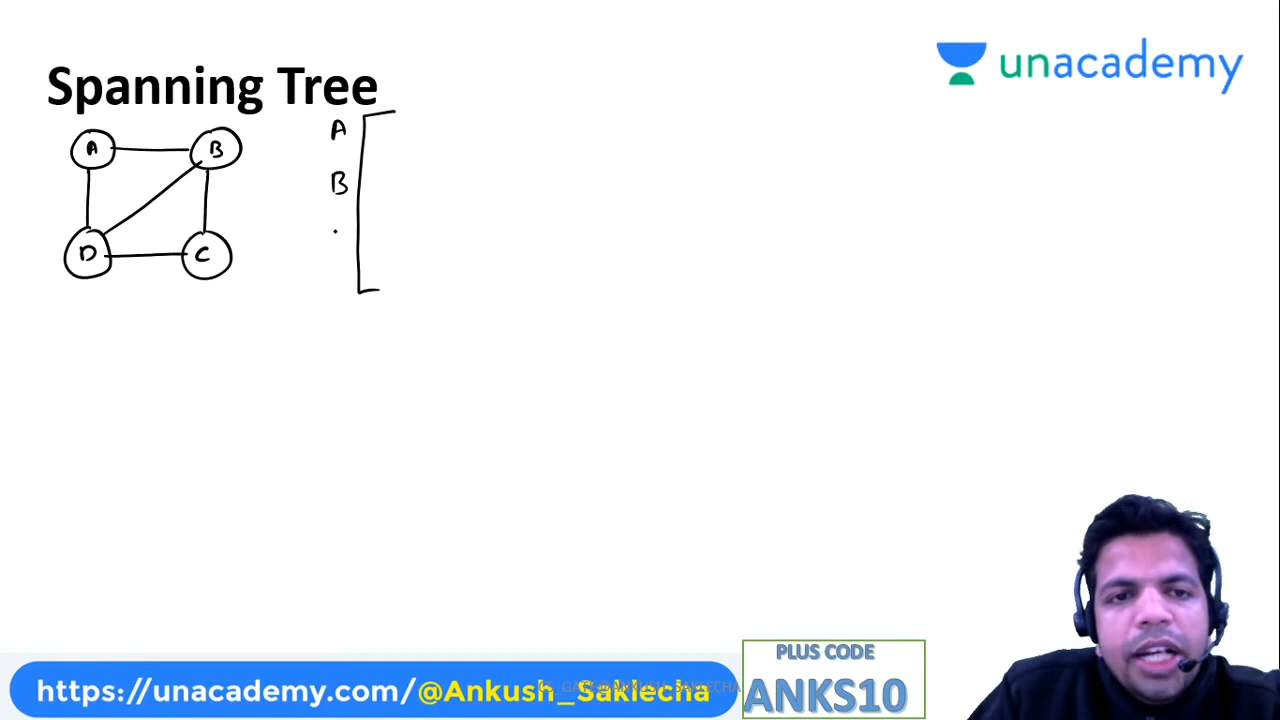 unacademy
Spanning Tree
A B
D C
A
B
.
https://unacademy.com/@Ankush_Saklecha
PLUS CODE
ANKS10